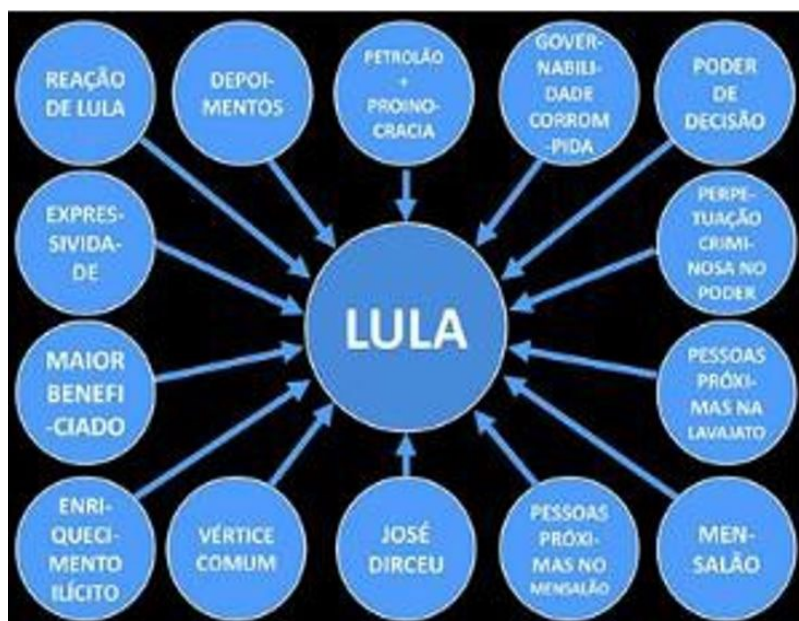 REAÇÃO
DE LULA
DEPOI-
MENTOS
PETROLÃO
+
PROINO-
CRACIA
GOVER-
NABILI-
DADE
CORROM-
-PIDA
PODER
DE
DECISÃO
EXPRES-
SIVIDA-
DE
LULA
PERPE-
TUAÇÃO
CRIMI-
NOSA NO
PODER
MAIOR
BENEFI
-CIADO
PESSOAS
PRÓXI-
MAS NA
LAVAJATO
ENRI-
QUECI-
MENTO
ILÍCITO
VÉRTICE
COMUM
JOSÉ
DIRCEU
PESSOAS
PRÓXI-
MAS NO
MENSALÃO
MEN-
SALÃO